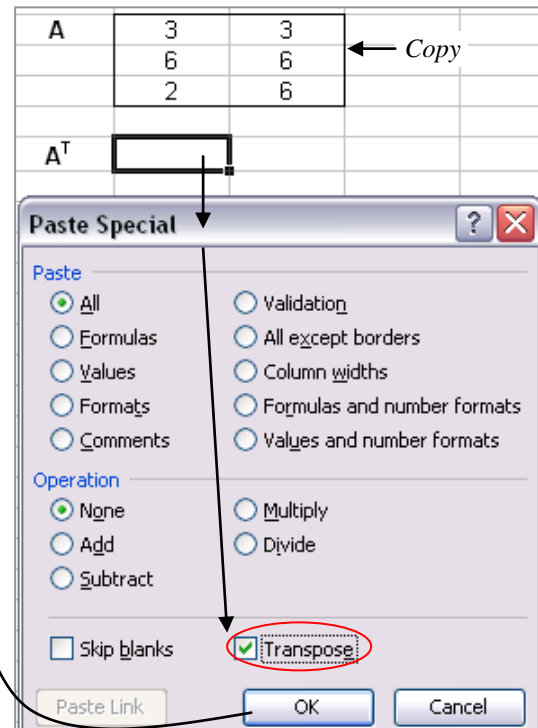 A 3 3
6 6 Copy
2 6
Aᵀ
Paste Special ?
Paste
All Validation
Formulas All except borders
Values Column widths
Formats Formulas and number formats
Comments Values and number formats
Operation
None Multiply
Add Divide
Subtract
Skip blanks Transpose
Paste Link OK Cancel